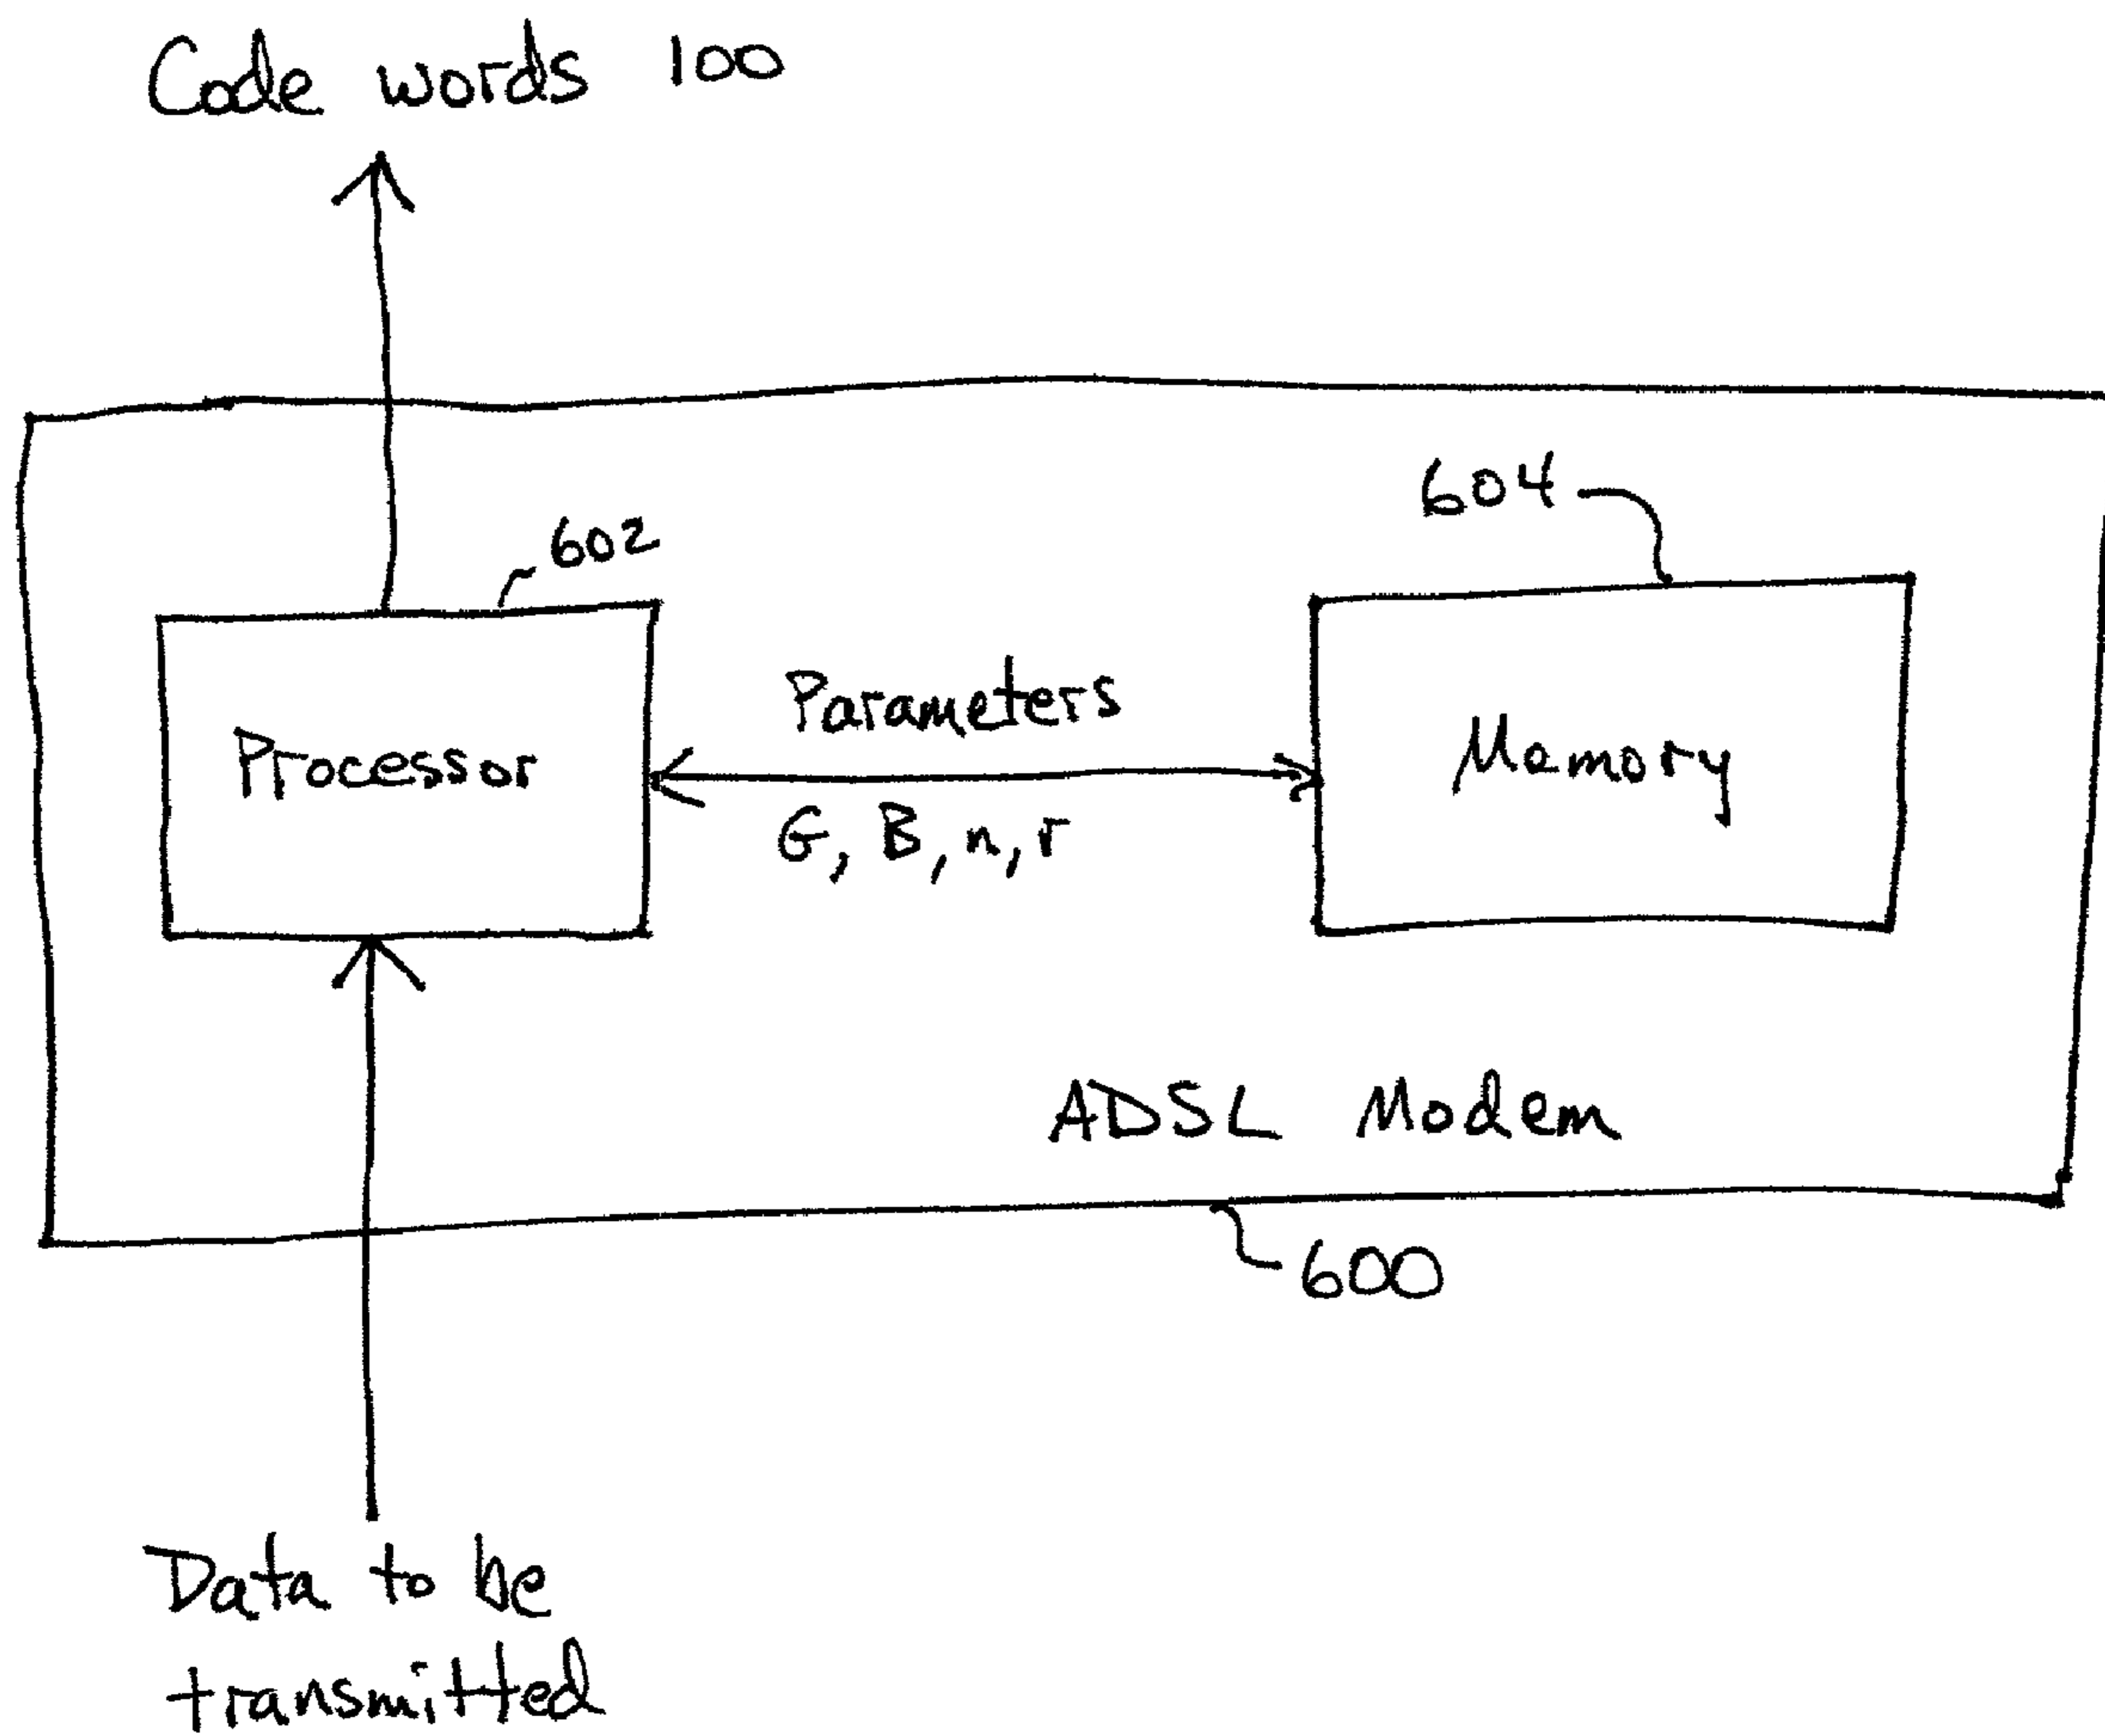 Code words 100
602
604
Processor
Parameters
G, B, n, r
Memory
ADSL Modem
600
Data to be
transmitted